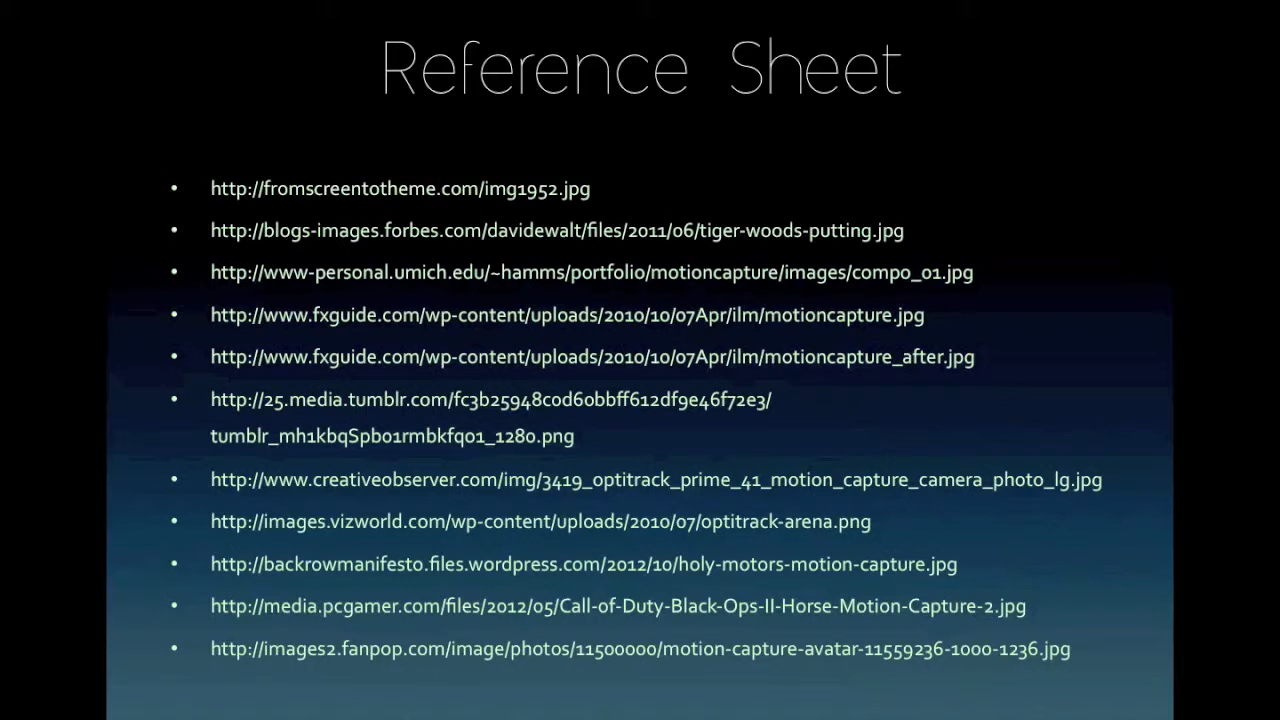 Reference Sheet
• http://fromscreentotheme.com/img1952.jpg
• http://blogs-images.forbes.com/davidewalt/files/2011/06/tiger-woods-putting.jpg
• http://www-personal.umich.edu/~hamms/portfolio/motioncapture/images/compo_01.jpg
• http://www.fxguide.com/wp-content/uploads/2010/10/07Apr/ilm/motioncapture.jpg
• http://www.fxguide.com/wp-content/uploads/2010/10/07Apr/ilm/motioncapture_after.jpg
• http://25.media.tumblr.com/fc3b25948cod60bbff612df9e46f72e3/
tumblr_mh1kbqSpb01rmbkfqo1_1280.png
• http://www.creativeobserver.com/img/3419_optitrack_prime_41_motion_capture_camera_photo_lg.jpg
• http://images.vizworld.com/wp-content/uploads/2010/07/optitrack-arena.png
• http://backrowmanifesto.files.wordpress.com/2012/10/holy-motors-motion-capture.jpg
• http://media.pcgamer.com/files/2012/05/Call-of-Duty-Black-Ops-II-Horse-Motion-Capture-2.jpg
• http://images2.fanpop.com/image/photos/11500000/motion-capture-avatar-11559236-1000-1236.jpg